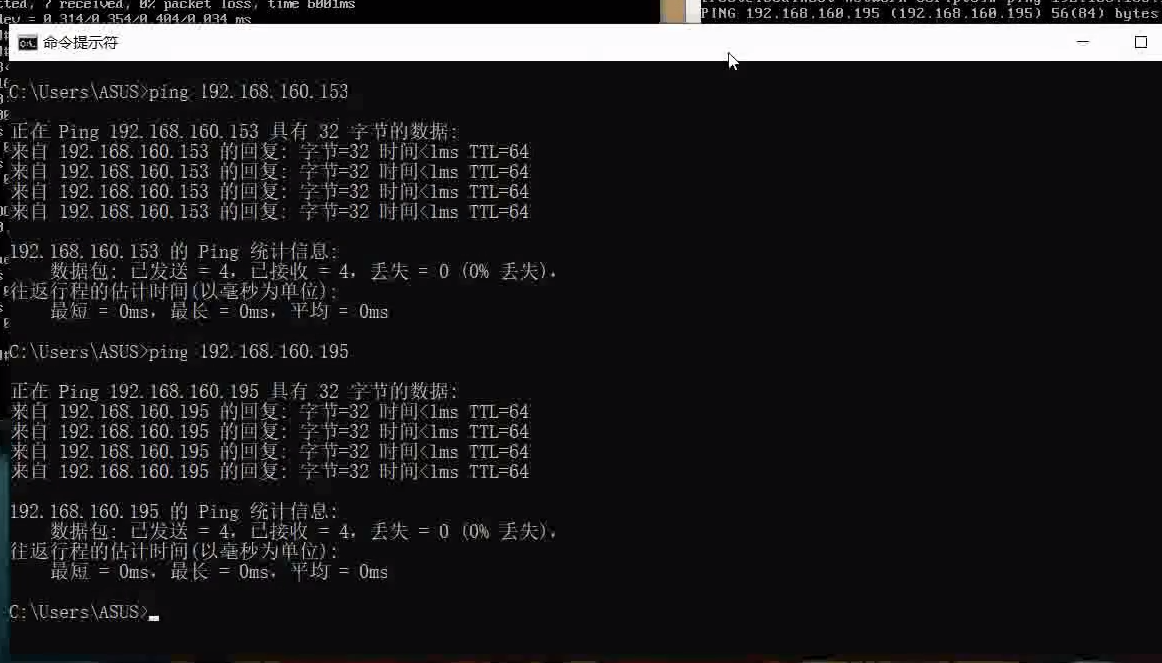 ted, 7 received, 0% packet loss, time 6001ms
dev = 0.314/0.354/0.404/0.034 ms
PING 192.168.160.195 (192.168.160.195) 56(84) bytes
命令提示符
C:\Users\ASUS>ping 192.168.160.153
正在 Ping 192.168.160.153 具有 32 字节的数据:
来自 192.168.160.153 的回复: 字节=32 时间<1ms TTL=64
来自 192.168.160.153 的回复: 字节=32 时间<1ms TTL=64
来自 192.168.160.153 的回复: 字节=32 时间<1ms TTL=64
来自 192.168.160.153 的回复: 字节=32 时间<1ms TTL=64
192.168.160.153 的 Ping 统计信息:
数据包: 已发送 = 4，已接收 = 4，丢失 = 0 (0% 丢失)，
往返行程的估计时间(以毫秒为单位):
最短 = 0ms，最长 = 0ms，平均 = 0ms
C:\Users\ASUS>ping 192.168.160.195
正在 Ping 192.168.160.195 具有 32 字节的数据:
来自 192.168.160.195 的回复: 字节=32 时间<1ms TTL=64
来自 192.168.160.195 的回复: 字节=32 时间<1ms TTL=64
来自 192.168.160.195 的回复: 字节=32 时间<1ms TTL=64
来自 192.168.160.195 的回复: 字节=32 时间<1ms TTL=64
192.168.160.195 的 Ping 统计信息:
数据包: 已发送 = 4，已接收 = 4，丢失 = 0 (0% 丢失)，
往返行程的估计时间(以毫秒为单位):
最短 = 0ms，最长 = 0ms，平均 = 0ms
C:\Users\ASUS>